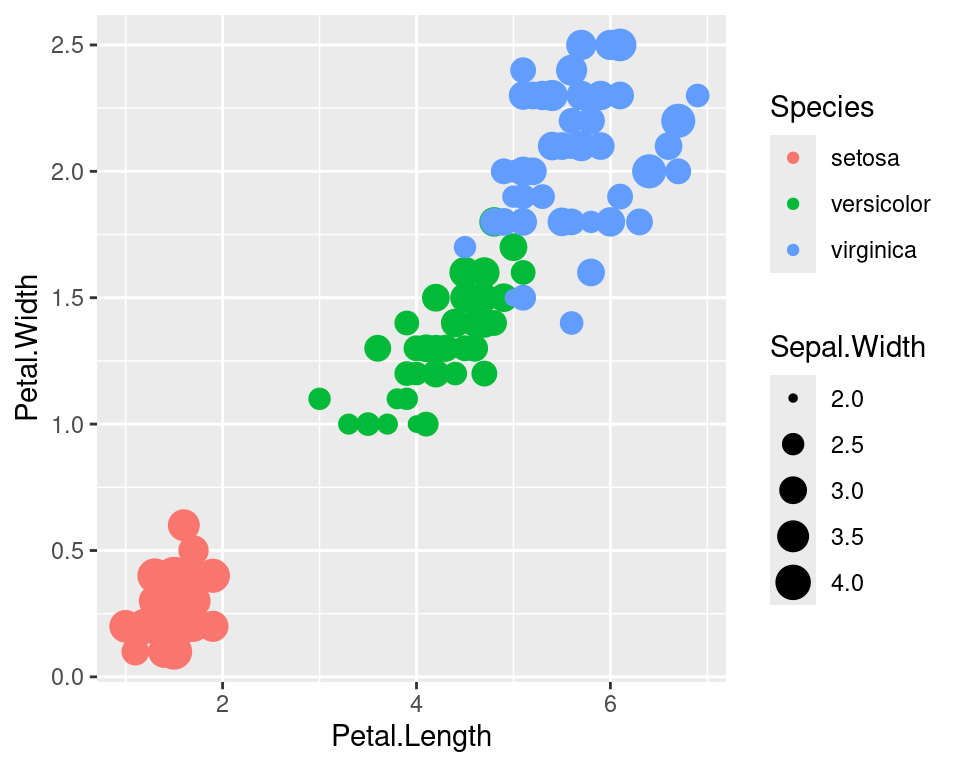 2.5
2.0
1.5
1.0
0.5
0.0
2 4 6
Petal.Width
Petal.Length
Species
setosa
versicolor
virginica
Sepal.Width
2.0
2.5
3.0
3.5
4.0